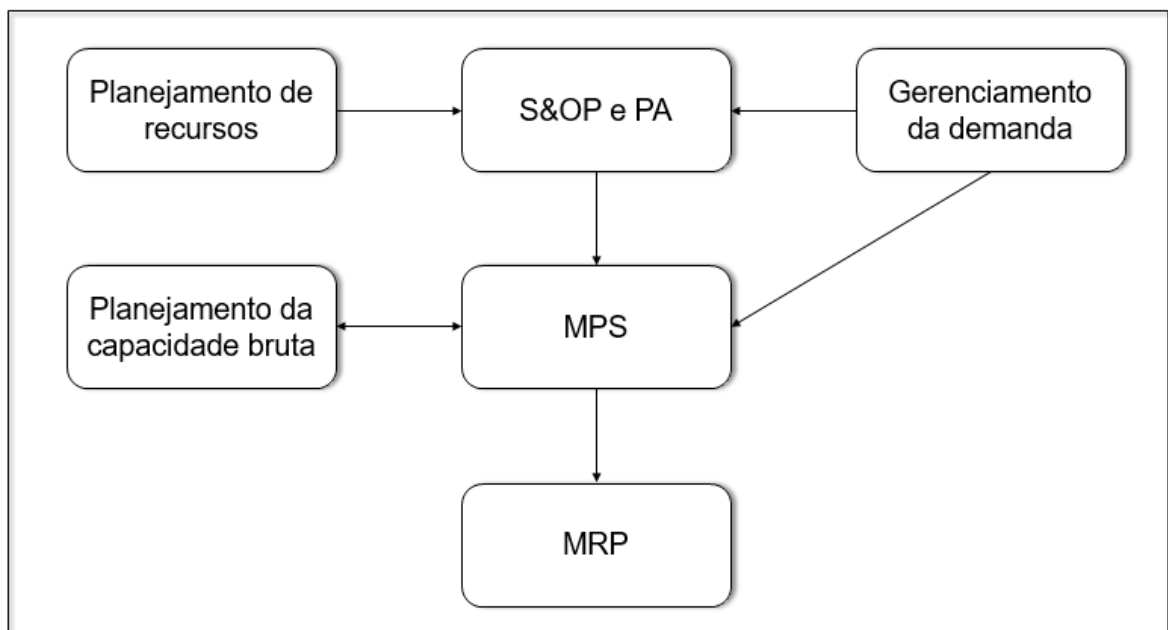 Planejamento de
recursos
S&OP e PA
Gerenciamento
da demanda
Planejamento da
capacidade bruta
MPS
MRP